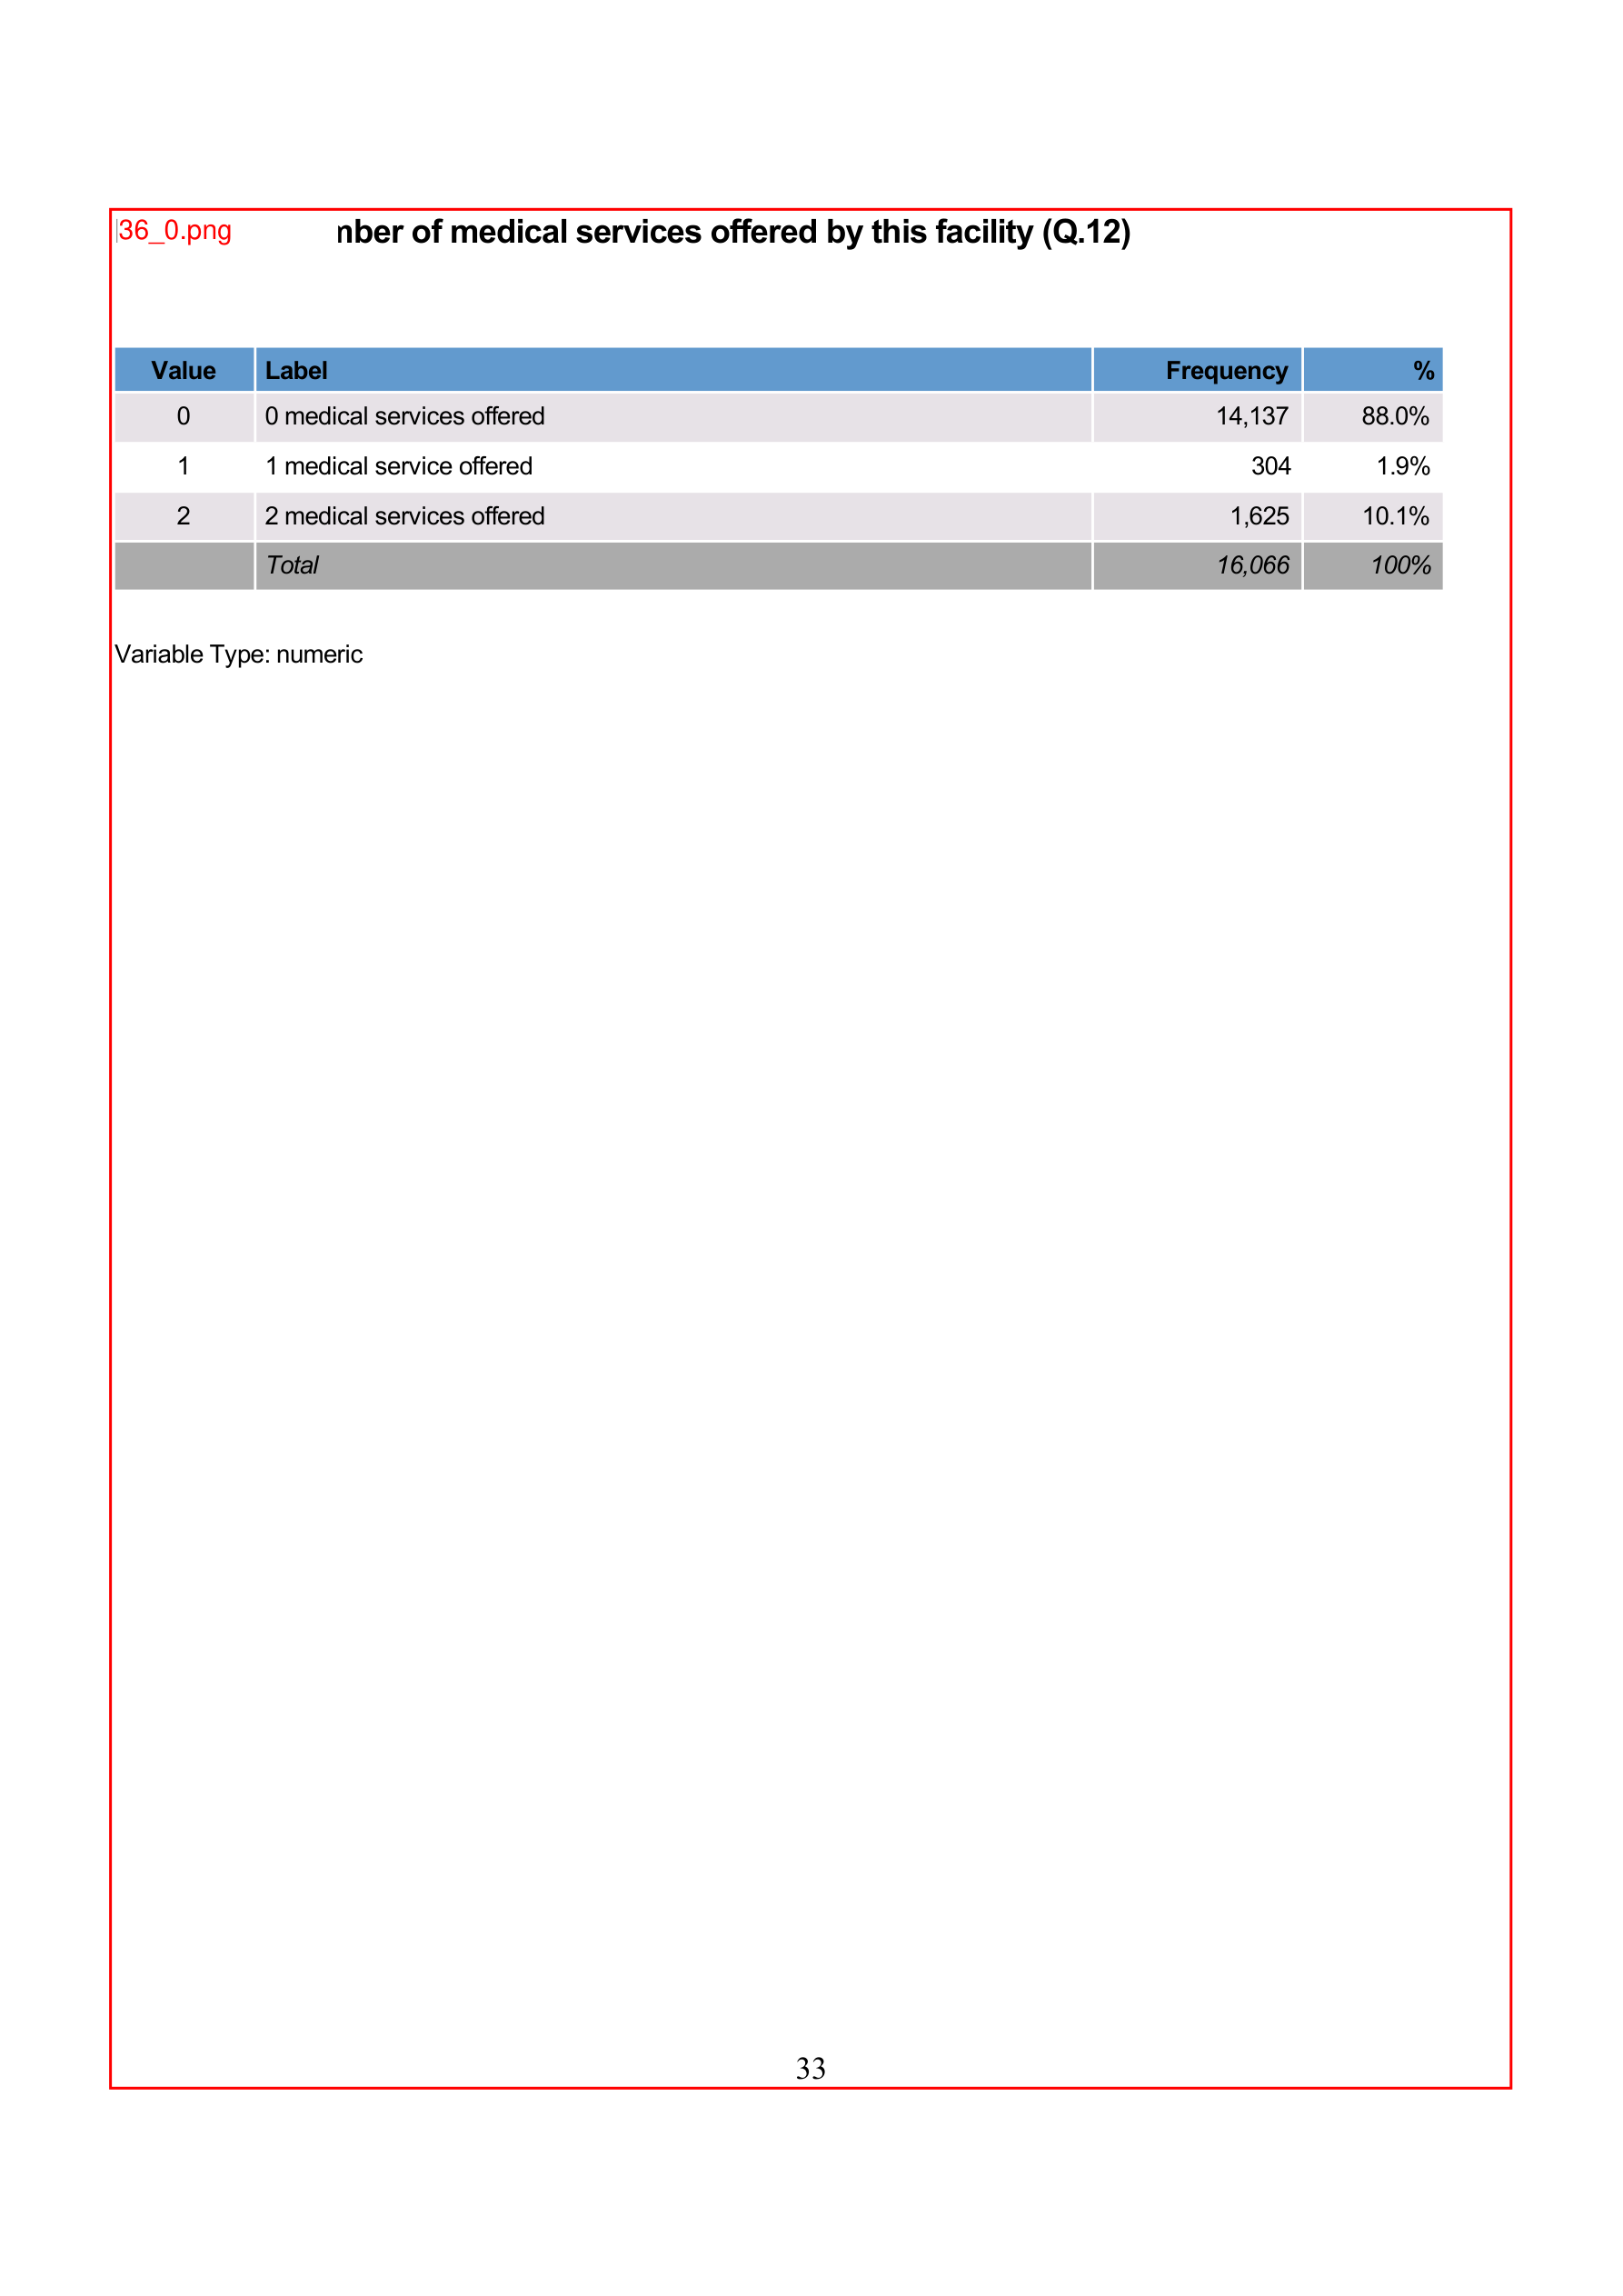 36_0.png
of medical services offered by this facility (Q.12)
Value Label Frequency %
0 0 medical services offered 14,137 88.0%
1 1 medical service offered 304 1.9%
2 2 medical services offered 1,625 10.1%
Total 16,066 100%
Variable Type: numeric
33